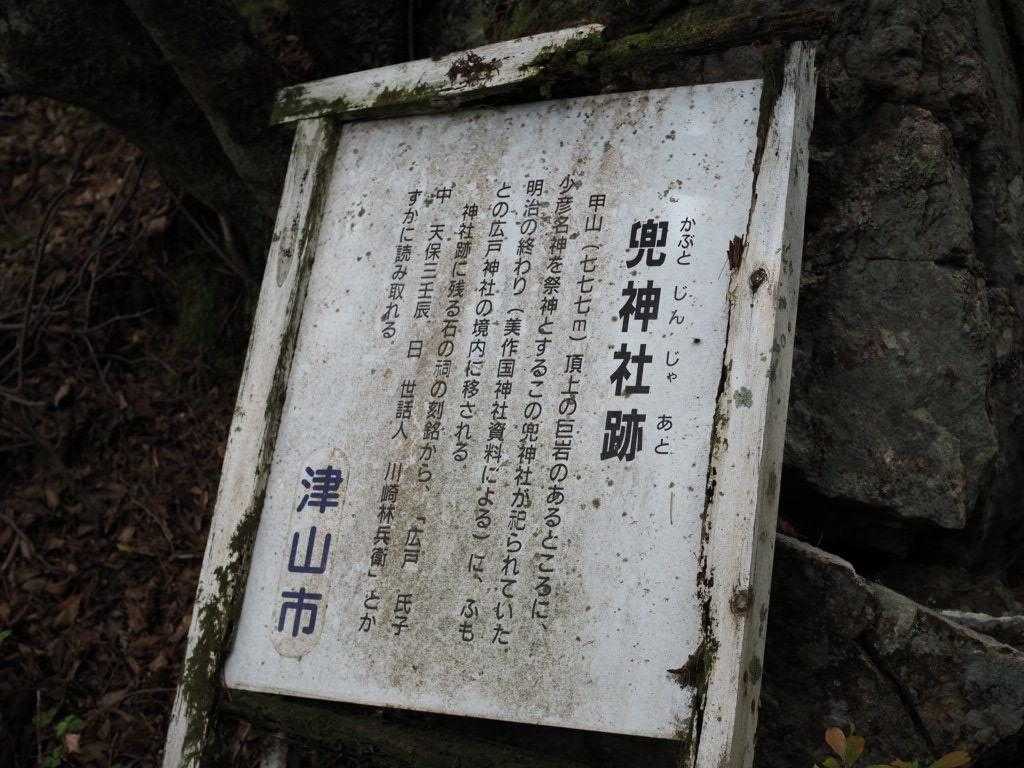 かぶと じん じゃ あと
兜神社跡
甲山(七七七m)頂上の巨岩のあるところに、
少彦名神を祭神とするこの兜神社が祀られていた。
明治の終わり(美作国神社資料による)に、ふも
との広戸神社の境内に移される。
神社跡に残る石の祠の刻銘から、「広戸 氏子
中 天保三壬辰 日 世話人 川崎林兵衛」とか
すかに読み取れる。
津山市